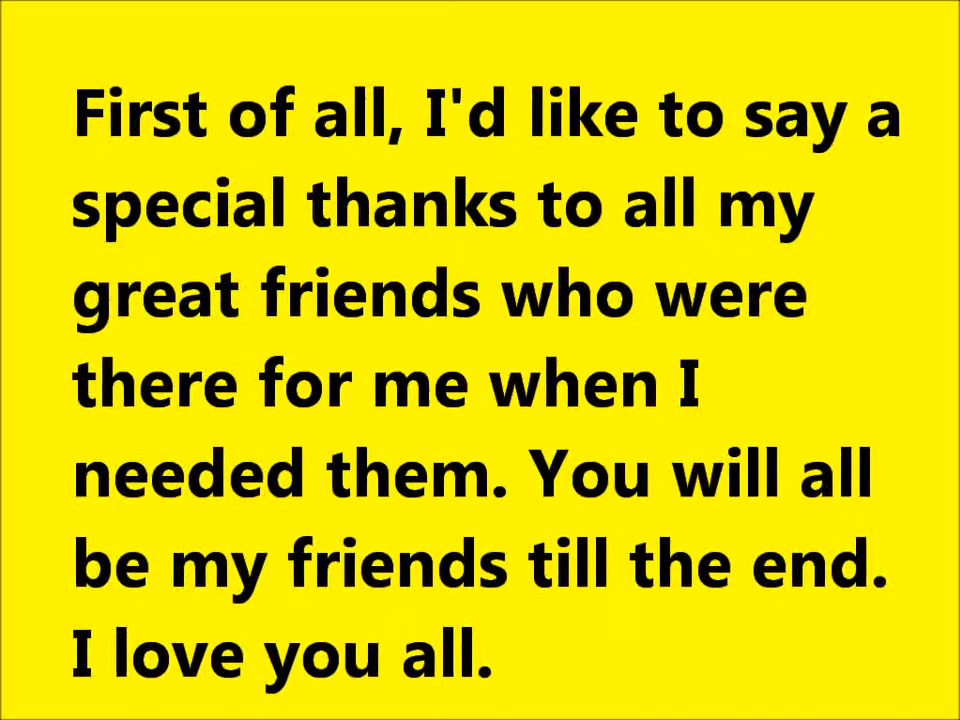 First of all, I'd like to say a
special thanks to all my
great friends who were
there for me when I
needed them. You will all
be my friends till the end.
I love you all.